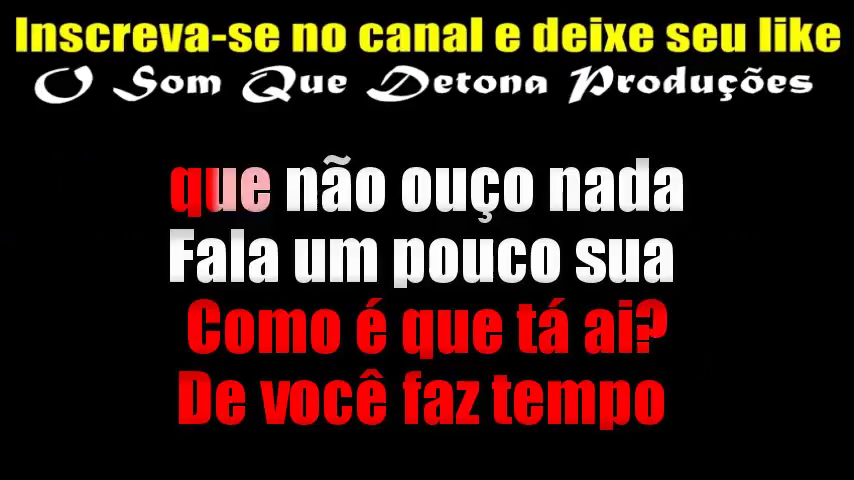 Inscreva-se no canal e deixe seu like
O Som Que Detona Produções
que não ouço nada
Fala um pouco sua
Como é que tá ai?
De você faz tempo